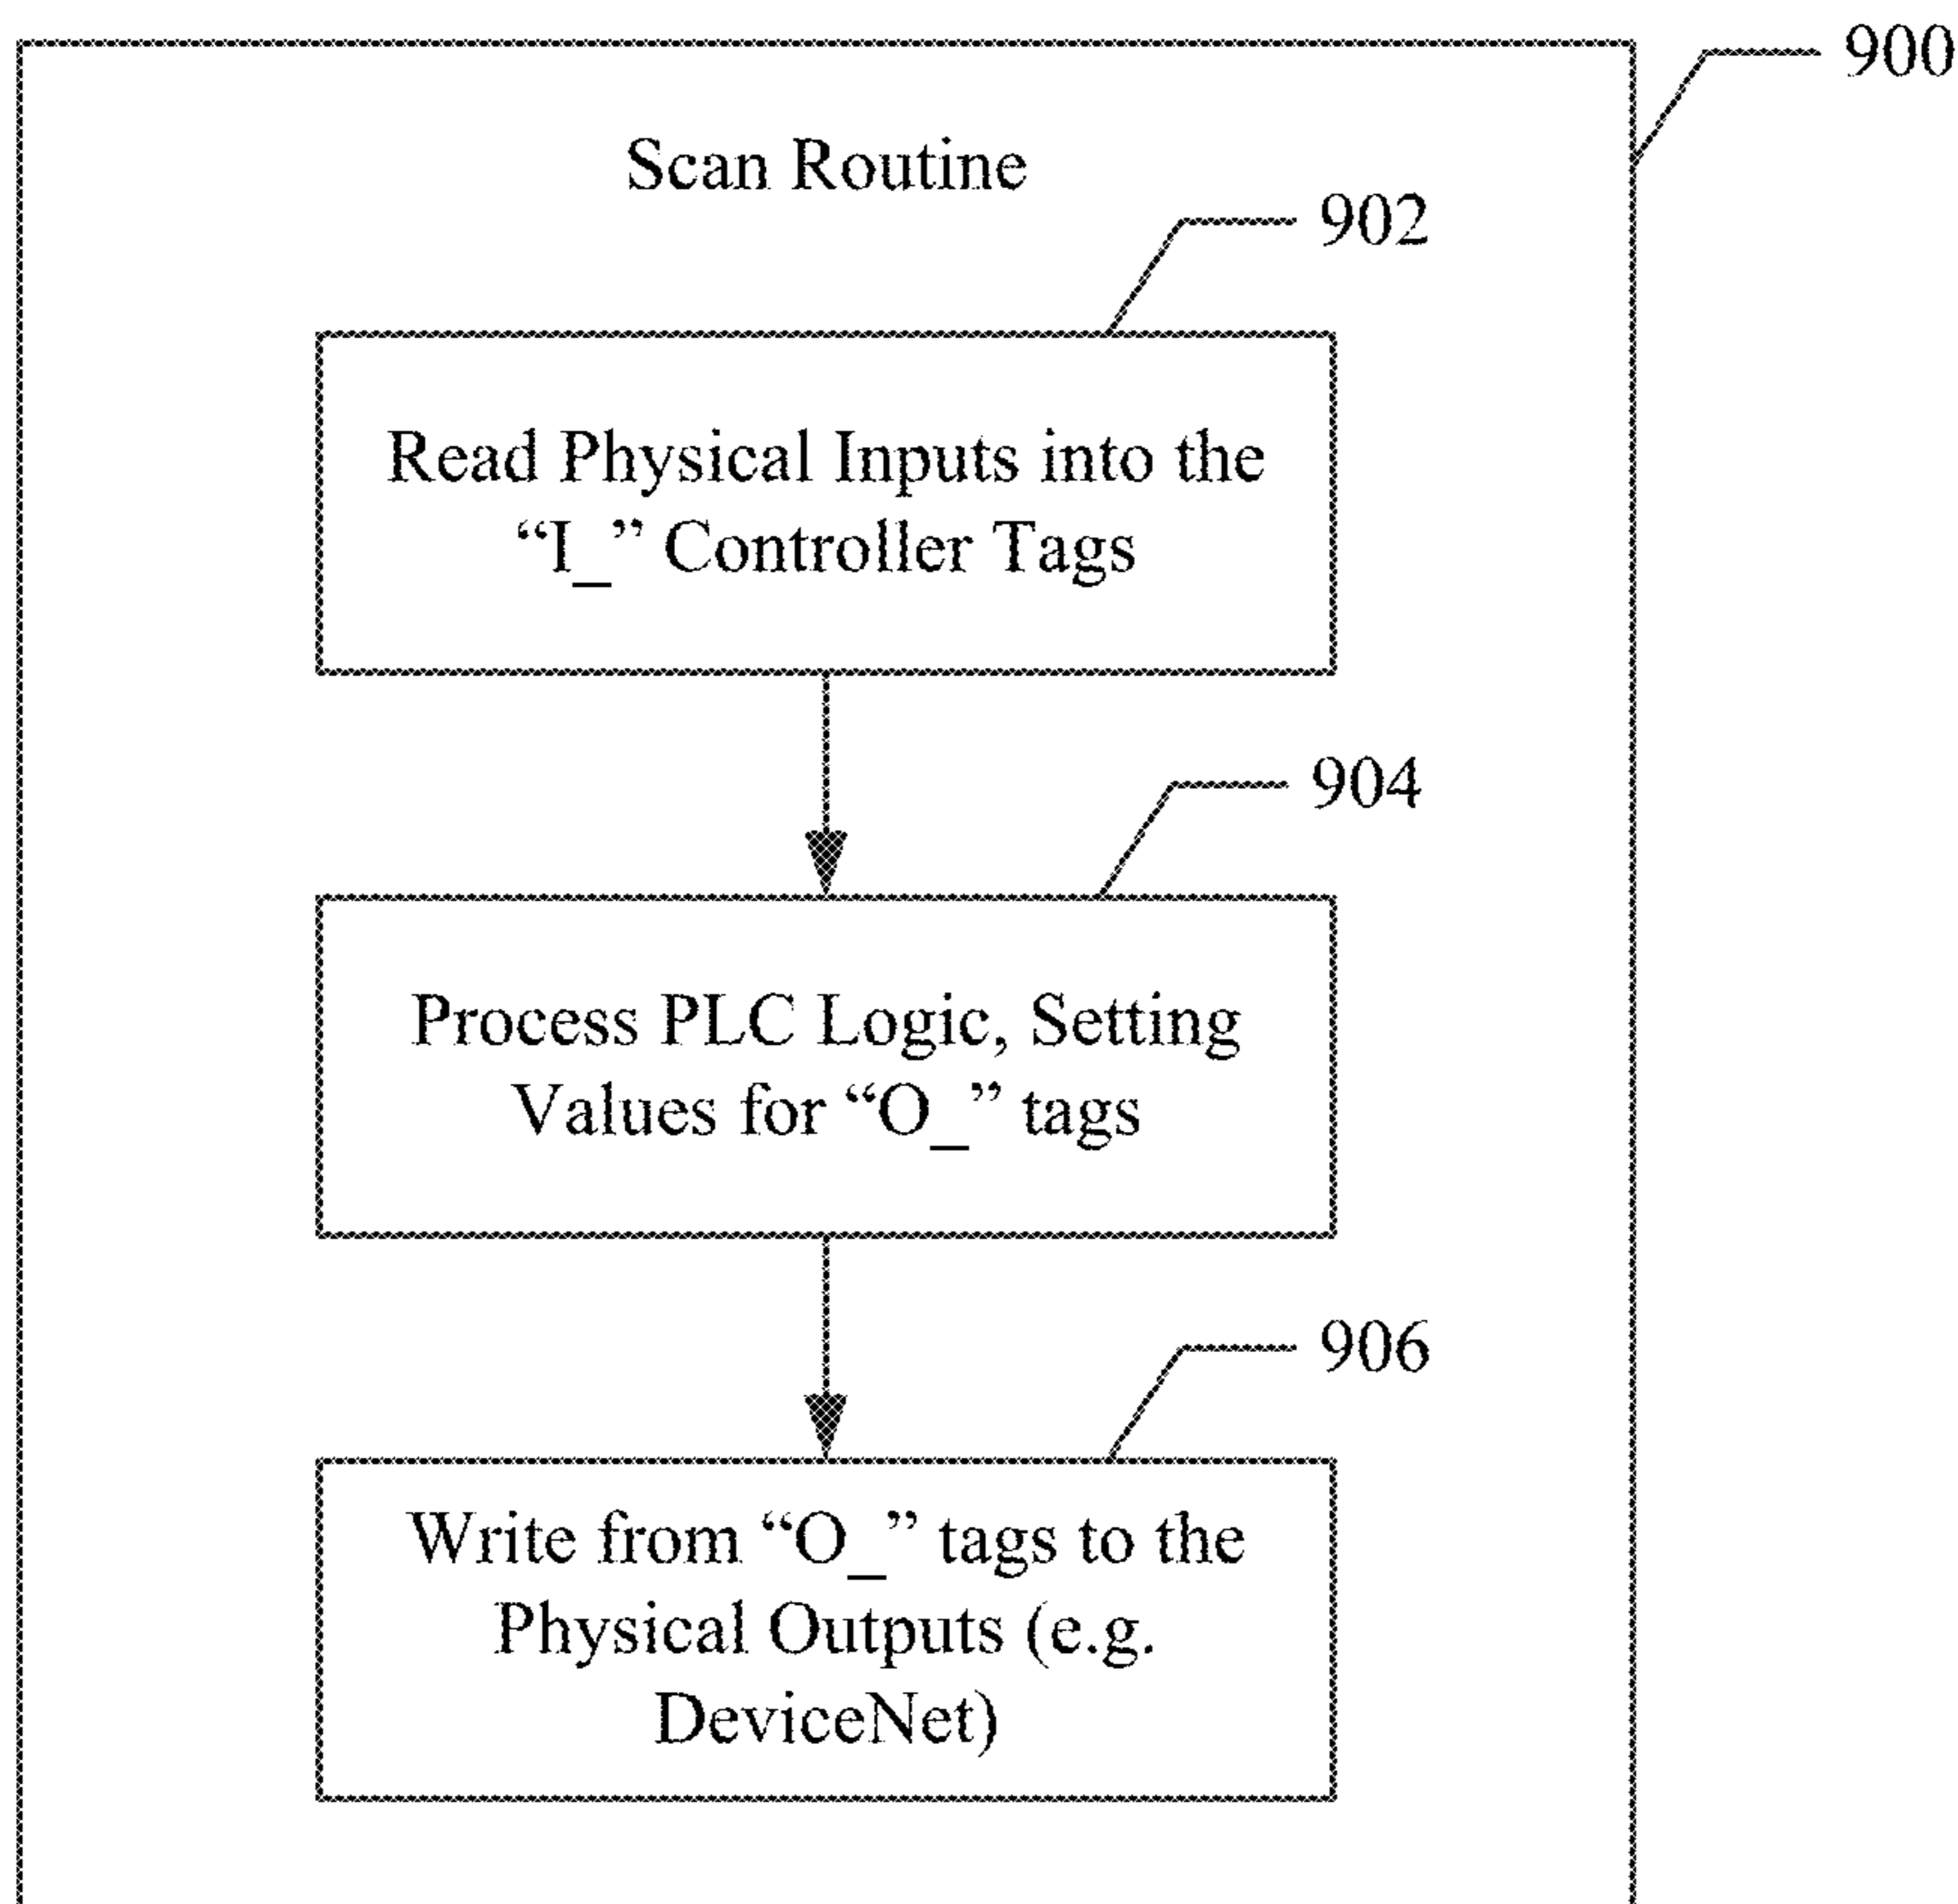 900
Scan Routine
902
Read Physical Inputs into the
“I_” Controller Tags
904
Process PLC Logic, Setting
Values for “O_” tags
906
Write from “O_” tags to the
Physical Outputs (e.g.
DeviceNet)